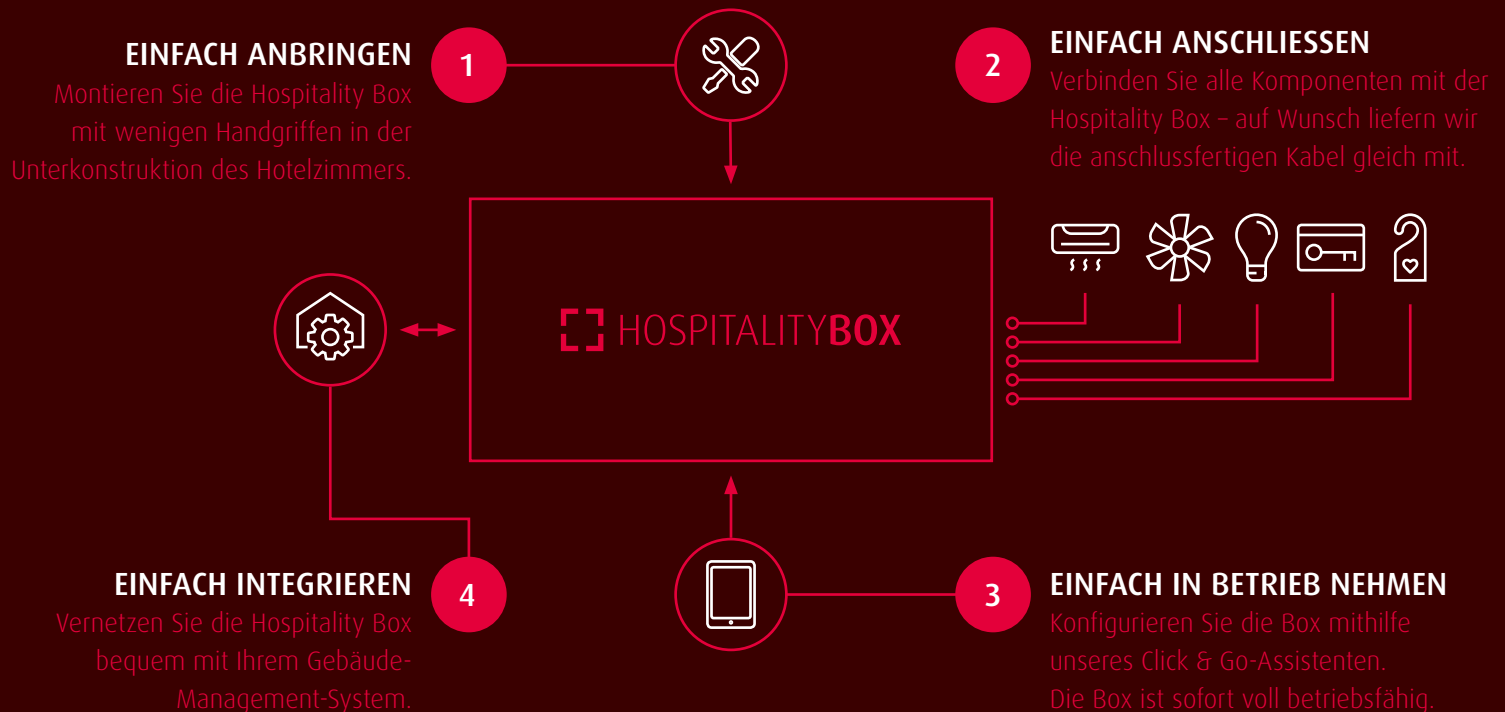 EINFACH ANBRINGEN
1
Montieren Sie die Hospitality Box
mit wenigen Handgriffen in der
Unterkonstruktion des Hotelzimmers.
2
EINFACH ANSCHLIESSEN
Verbinden Sie alle Komponenten mit der
Hospitality Box – auf Wunsch liefern wir
die anschlussfertigen Kabel gleich mit.
HOSPITALITYBOX
3
EINFACH IN BETRIEB NEHMEN
Konfigurieren Sie die Box mithilfe
unseres Click & Go-Assistenten.
Die Box ist sofort voll betriebsfähig.
EINFACH INTEGRIEREN
4
Vernetzen Sie die Hospitality Box
bequem mit Ihrem Gebäude-
Management-System.